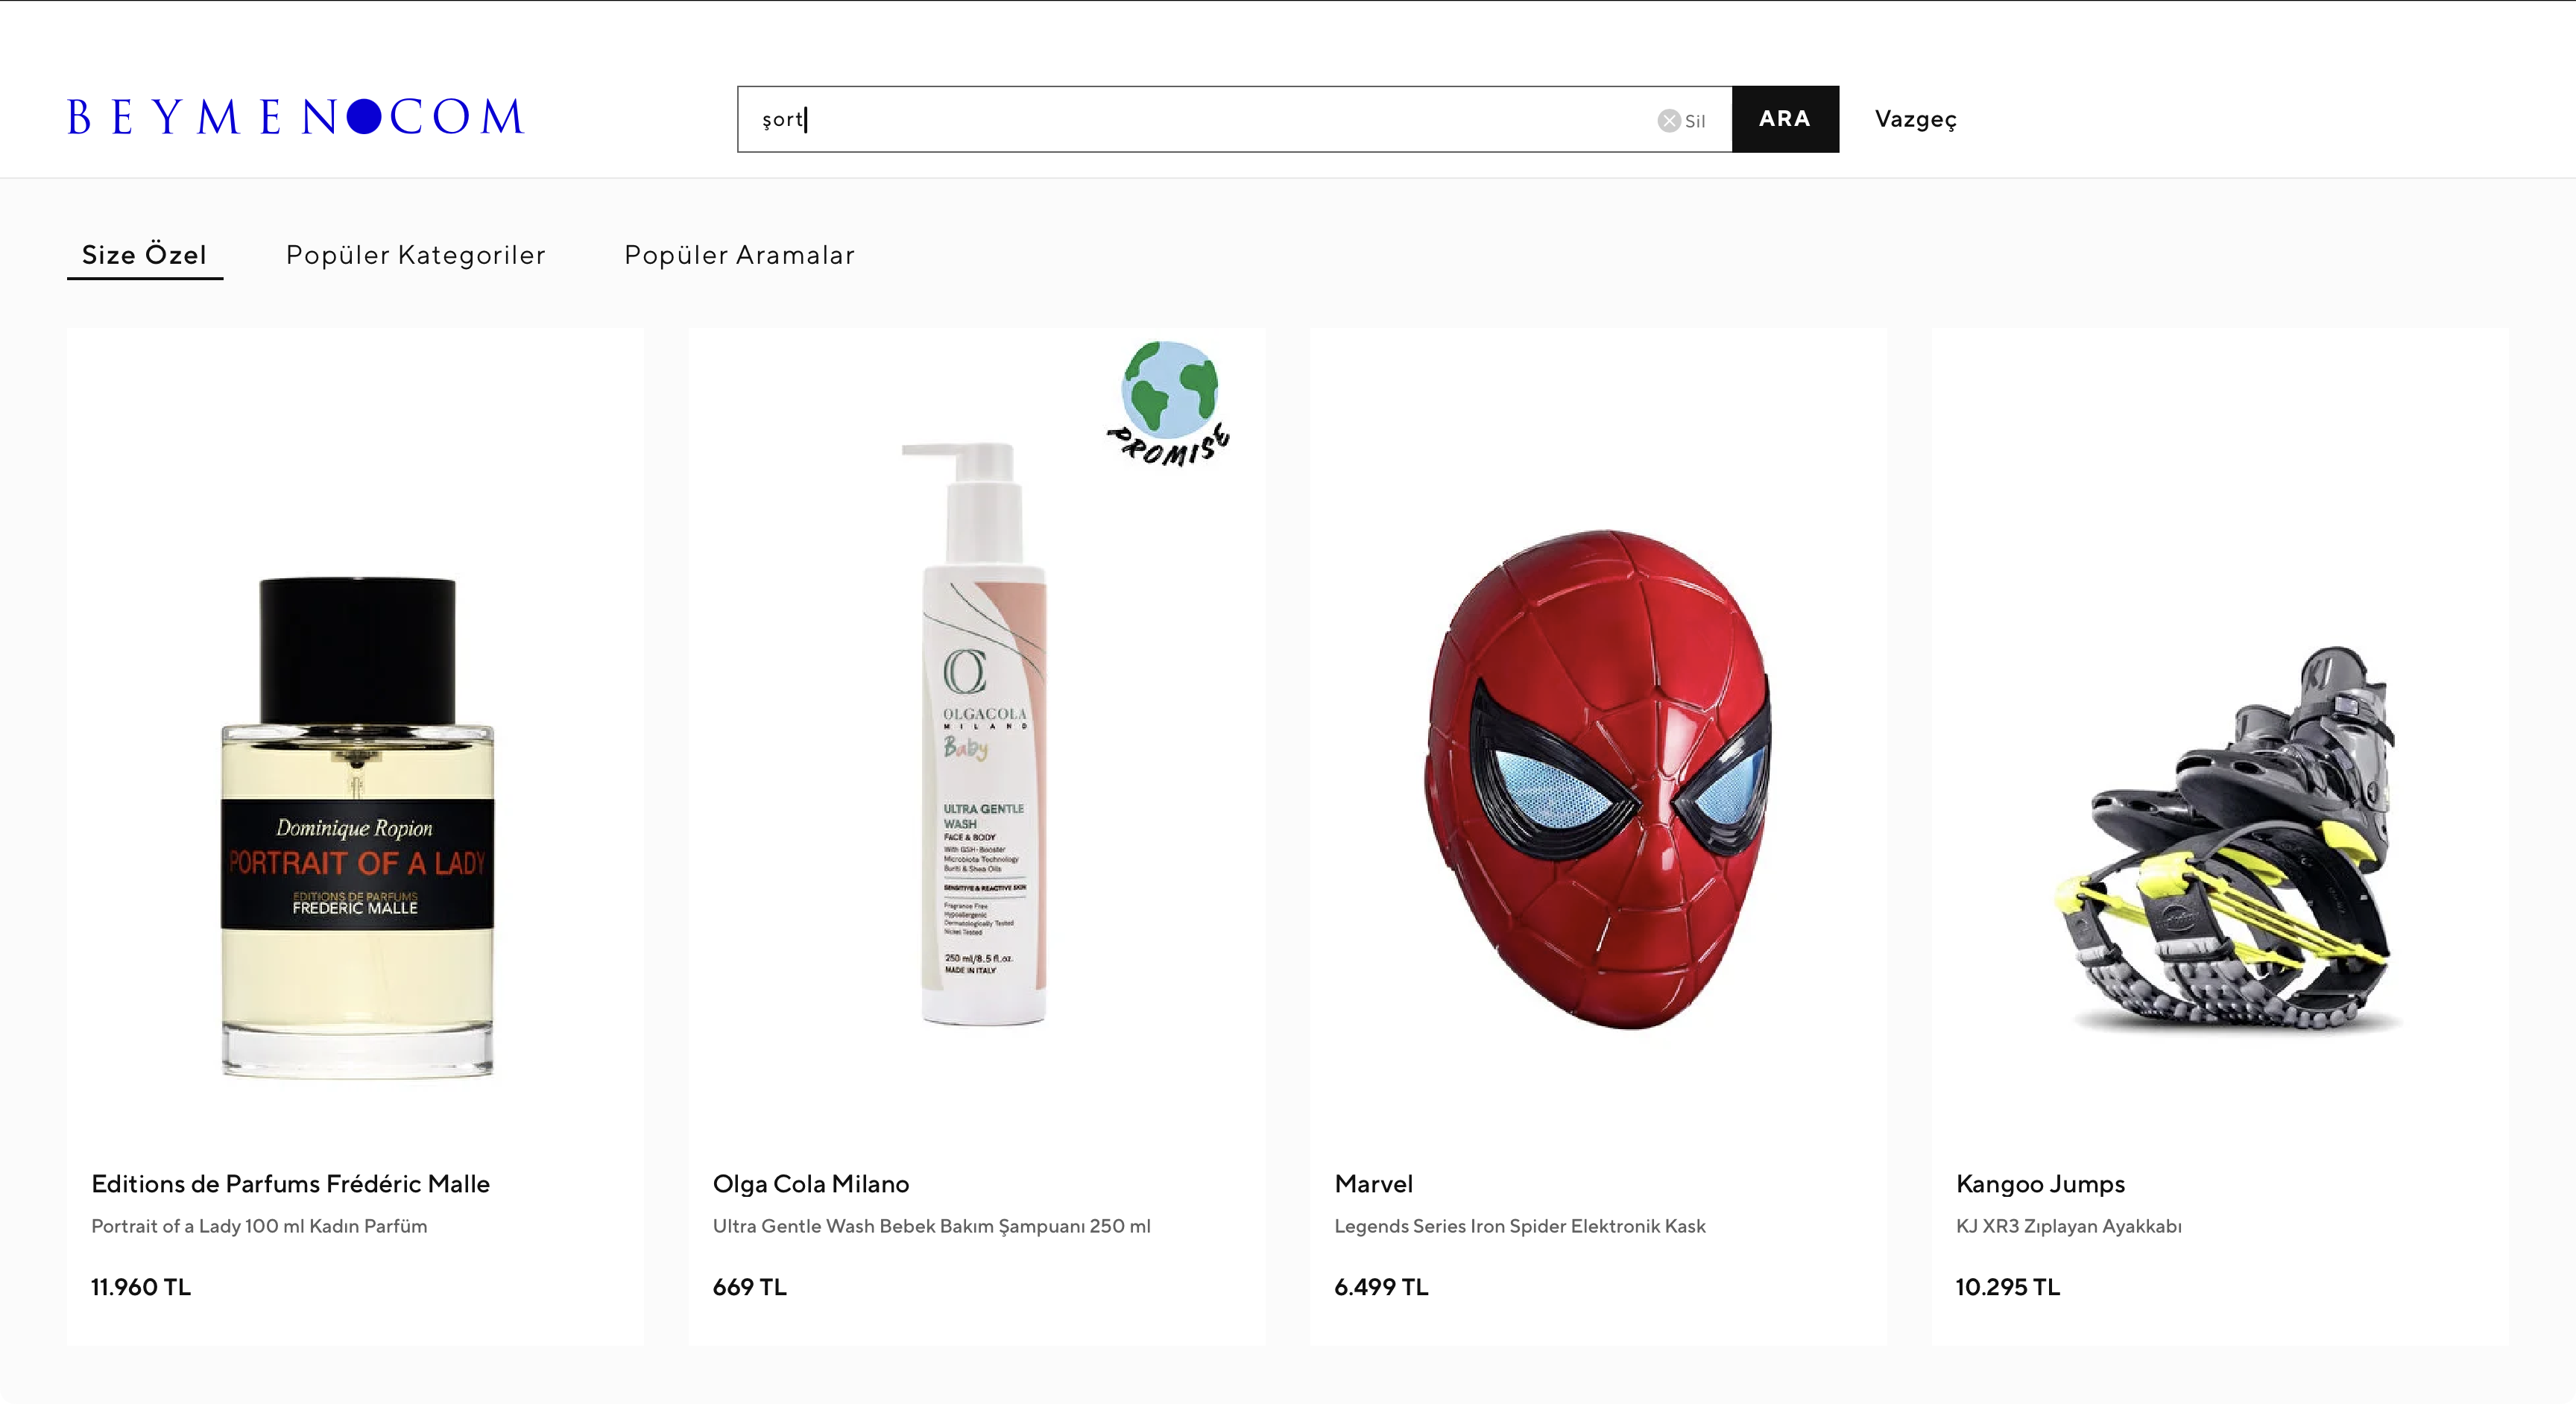 BEYMEN COM
şort
Sil
ARA
Vazgeç
Size Özel
Popüler Kategoriler
Popüler Aramalar
PROMISE
Dominique Ropion
PORTRAIT OF A LADY
EDITIONS DE PARFUMS
FREDERIC MALLE
OC
OLGACOLA
MILANO
Baby
ULTRA GENTLE
WASH
FACE & BODY
With GSH-Booster
Microbiota Technology
Buriti & Shea Oils
SENSITIVE & REACTIVE SKIN
Fragrance Free
Hypoallergenic
Dermatologically Tested
Nickel Tested
250 ml/8.5 fl.oz.
MADE IN ITALY
KJ
Editions de Parfums Frédéric Malle
Portrait of a Lady 100 ml Kadın Parfüm
11.960 TL
Olga Cola Milano
Ultra Gentle Wash Bebek Bakım Şampuanı 250 ml
669 TL
Marvel
Legends Series Iron Spider Elektronik Kask
6.499 TL
Kangoo Jumps
KJ XR3 Zıplayan Ayakkabı
10.295 TL